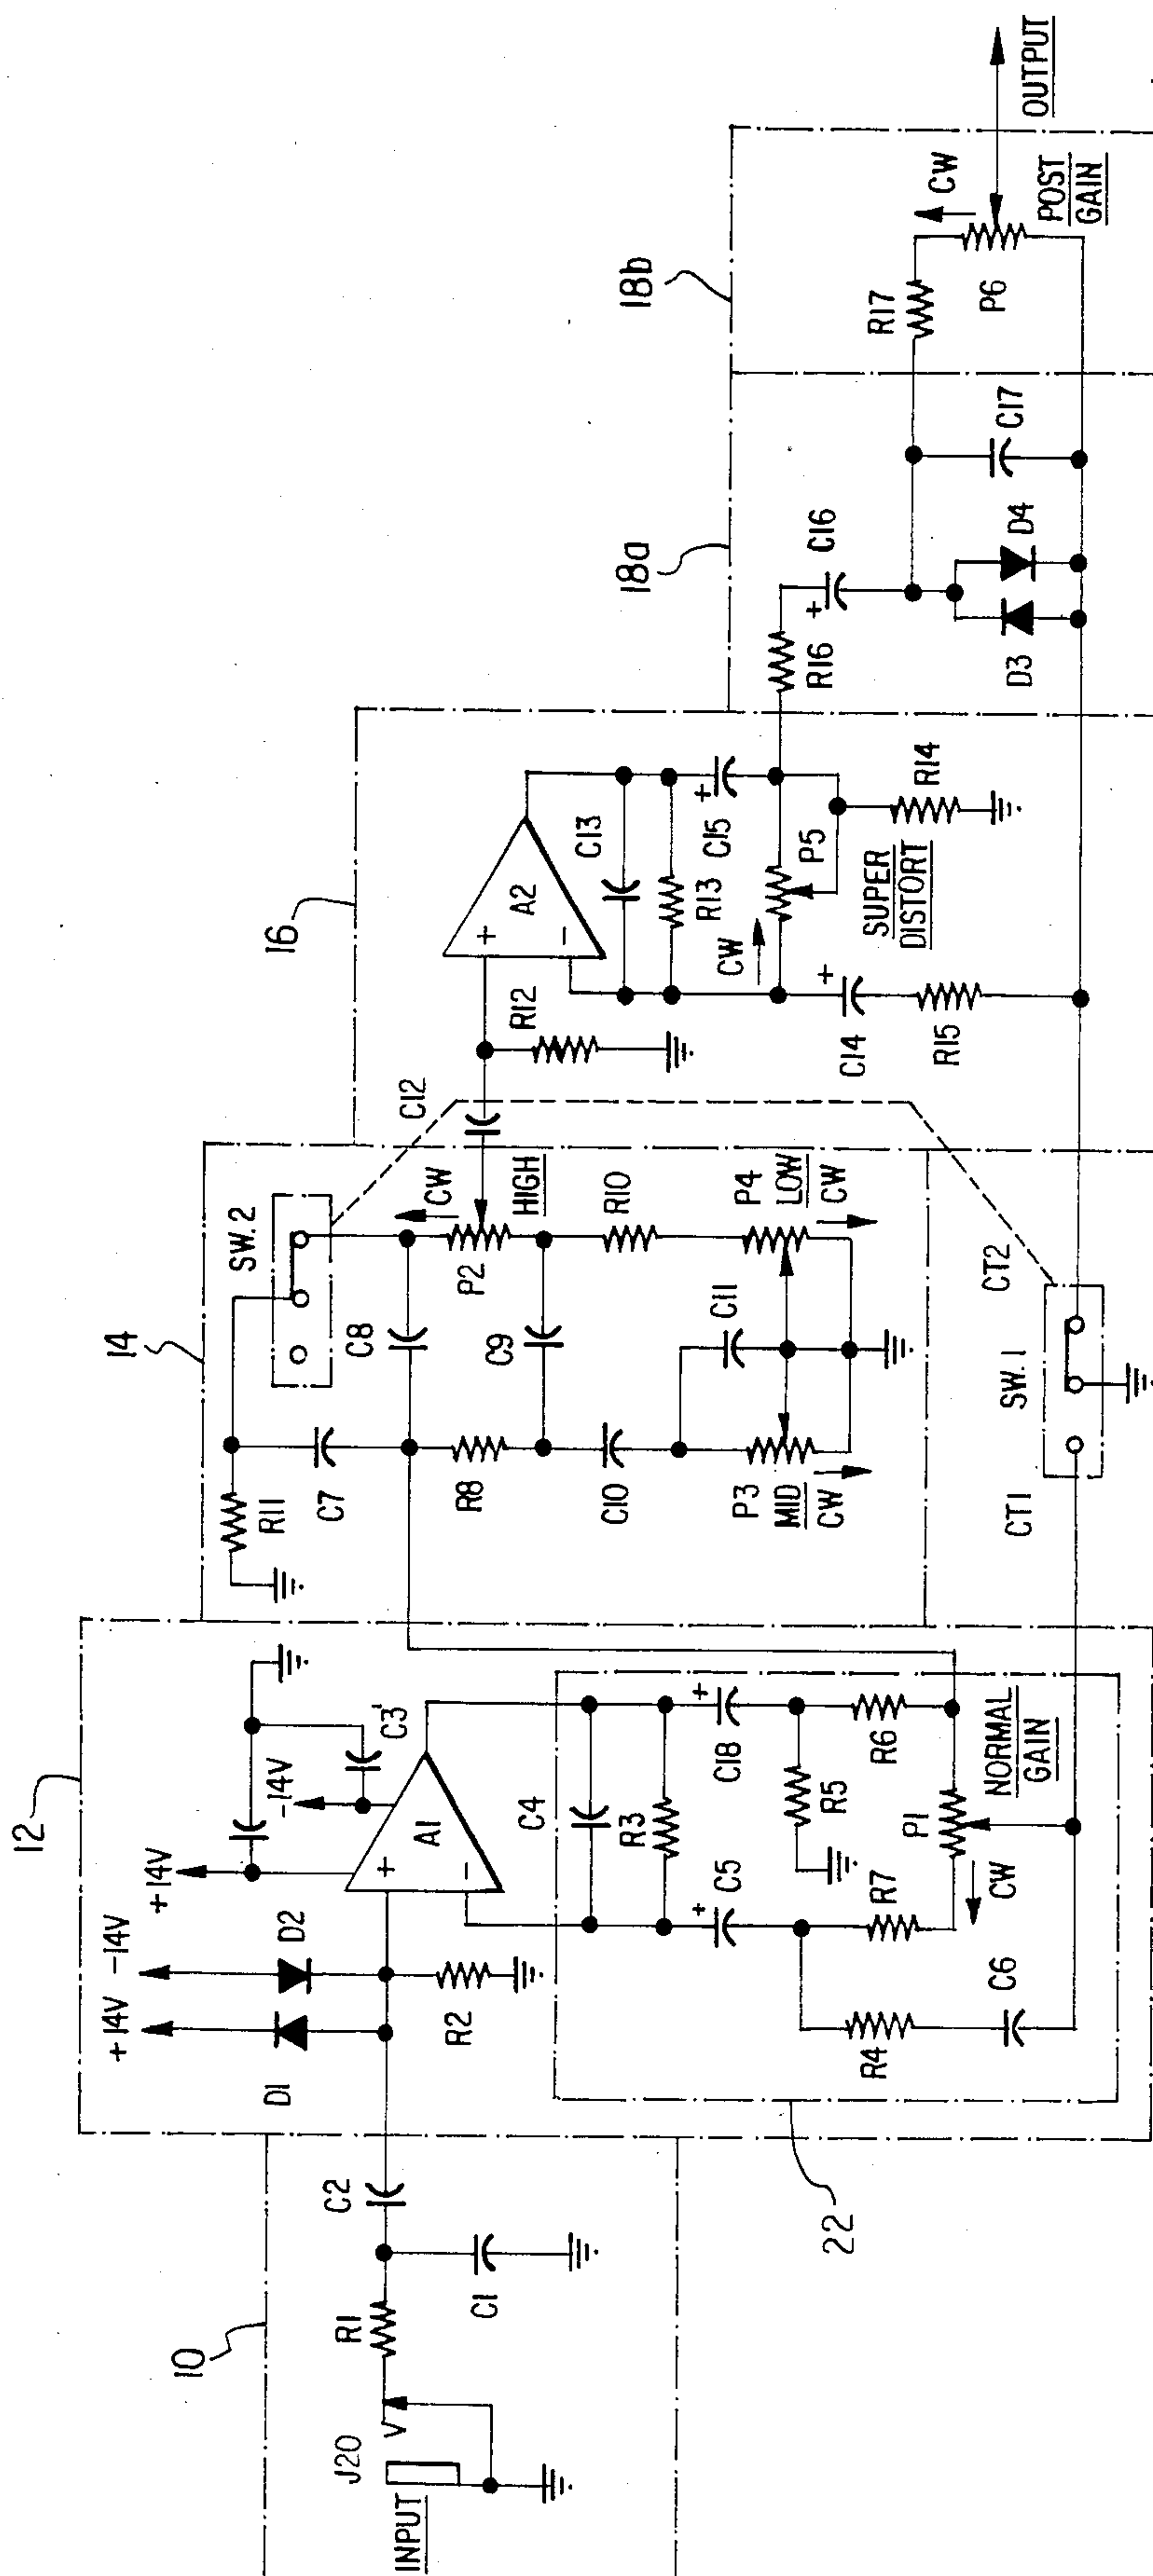 10
INPUT
J20
V
R1
C1
C2
12
+14V
-14V
D1
D2
R2
+14V
-14V
C3'
A1
+
-
C4
R3
+
C5
+
C18
R5
R4
R7
R6
C6
P1
CW
NORMAL
GAIN
22
14
R11
SW.2
C7
C8
R8
P2
CW
HIGH
C9
C10
R10
C11
P3
MID
CW
P4
LOW
CW
CT1
SW.1
CT2
16
C12
R12
A2
+
-
C13
R13
+
C15
CW
P5
SUPER
DISTORT
R14
+
C14
R15
18a
R16
+
C16
D3
D4
C17
18b
R17
P6
CW
POST
GAIN
OUTPUT